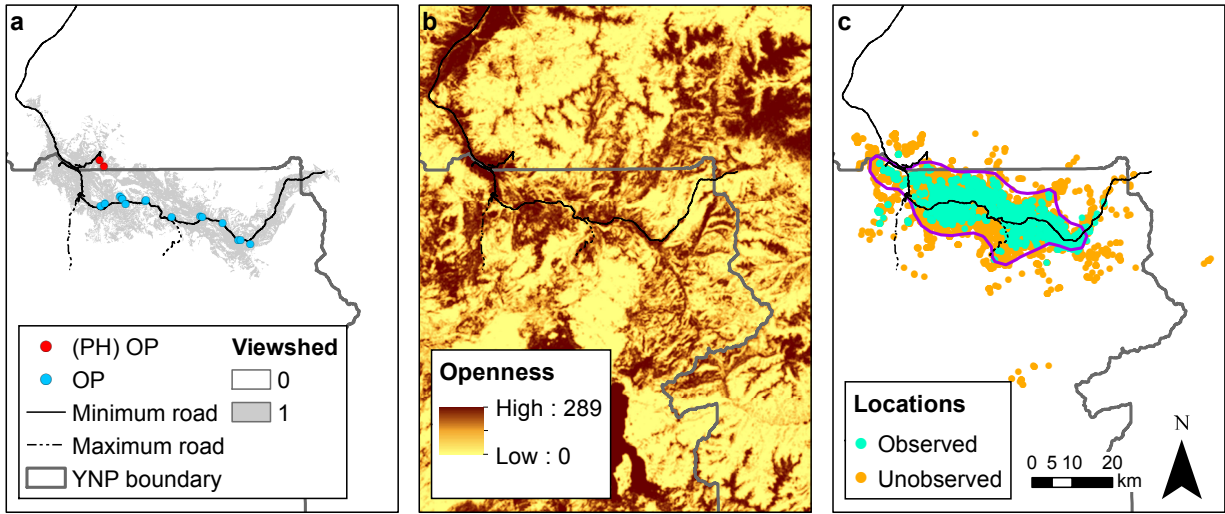 a
(PH) OP
OP
Minimum road
Maximum road
YNP boundary
Viewshed
0
1
b
Openness
High : 289
Low : 0
c
Locations
Observed
Unobserved
0 5 10 20
km
N